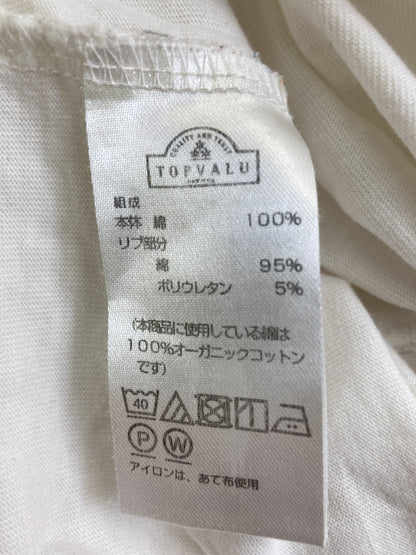 QUALITY AND TRUST
TOPVALU
組成
本体 綿 100%
リブ部分
綿 95%
ポリウレタン 5%
(本商品に使用している綿は
100%オーガニックコットン
です)
40
P W
アイロンは、あて布使用